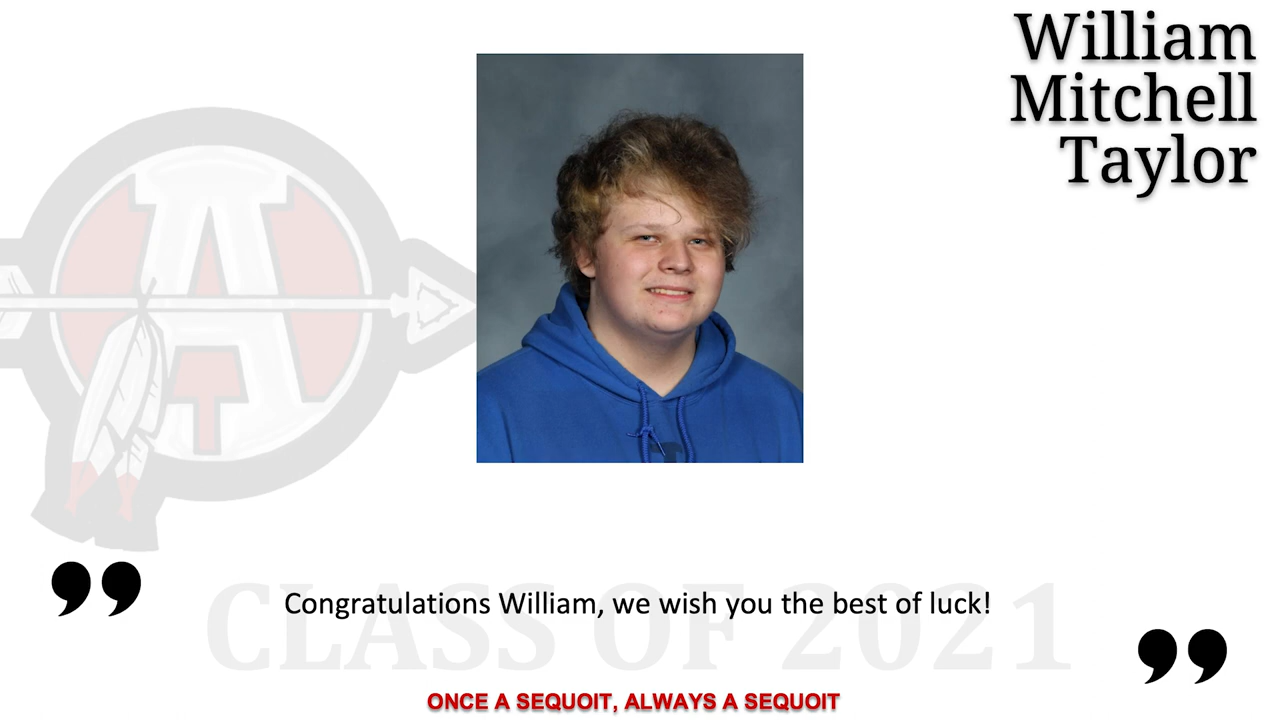 William
Mitchell
Taylor
A
Congratulations William, we wish you the best of luck!
CLASS OF 2021
ONCE A SEQUOIT, ALWAYS A SEQUOIT